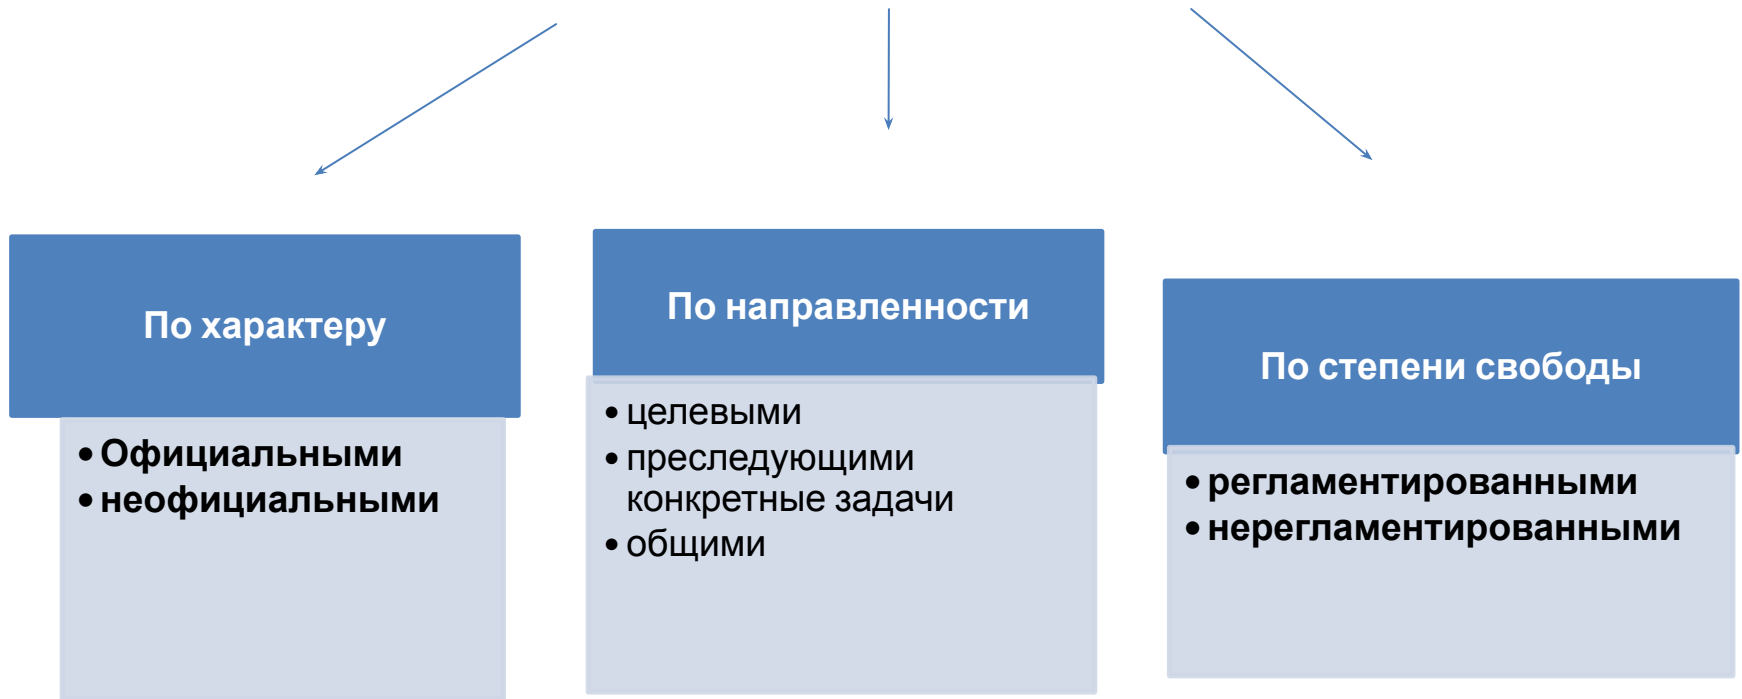 По характеру
• Официальными
• неофициальными
По направленности
• целевыми
• преследующими
конкретные задачи
• общими
По степени свободы
• регламентированными
• нерегламентированными